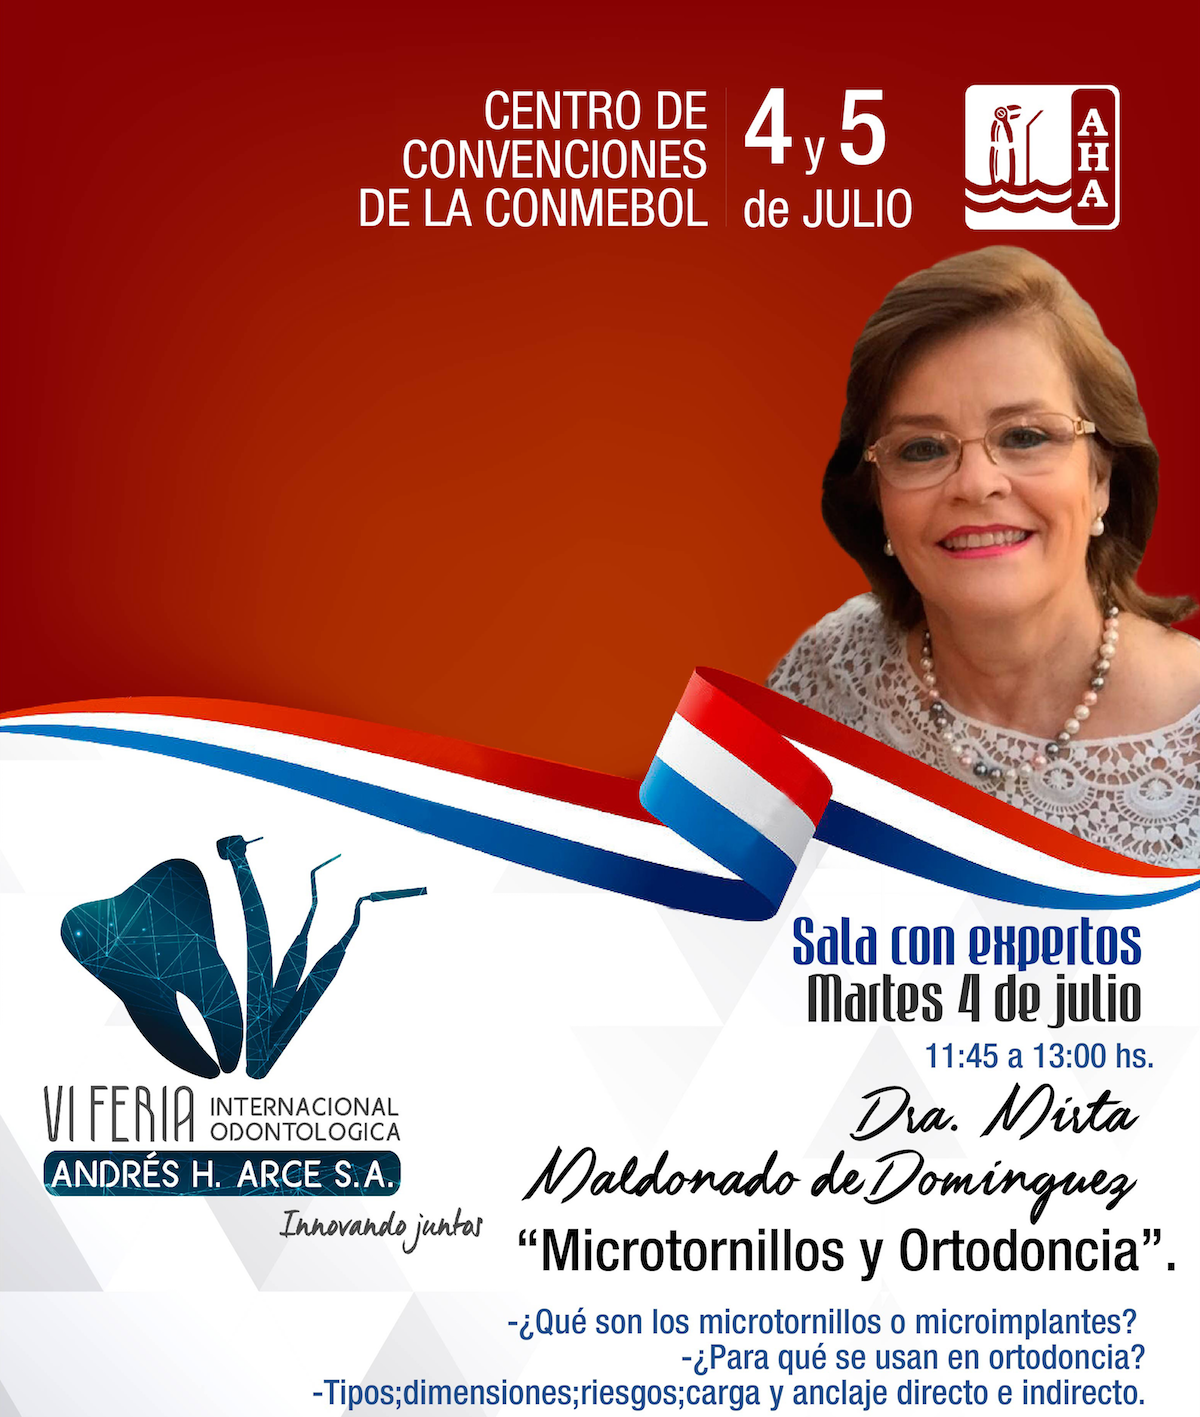 CENTRO DE
CONVENCIONES
DE LA CONMEBOL
4 y 5
de JULIO
AHA
Sala con expertos
Martes 4 de julio
11:45 a 13:00 hs.
Dra. Mirta
Maldonado de Domínguez
“Microtornillos y Ortodoncia”.
-¿Qué son los microtornillos o microimplantes?
-¿Para qué se usan en ortodoncia?
-Tipos;dimensiones;riesgos;carga y anclaje directo e indirecto.
VI FERIA INTERNACIONAL
ODONTOLOGICA
ANDRÉS H. ARCE S.A.
Innovando juntos